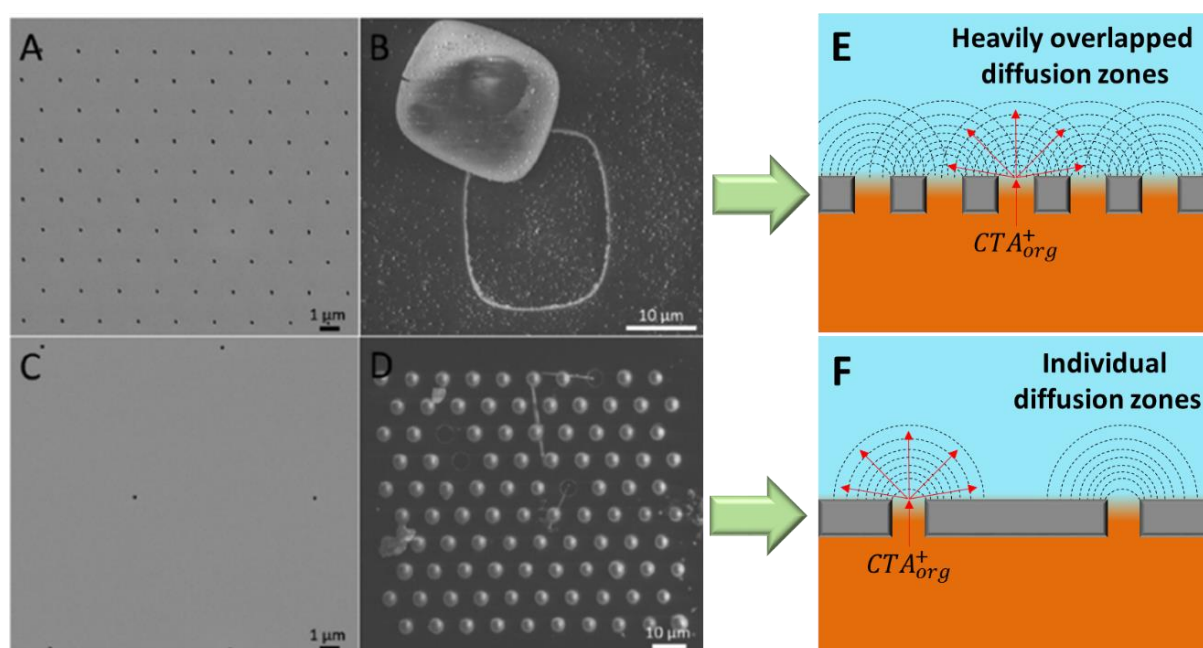 A
1 µm
B
10 µm
C
1 µm
D
10 µm
E
Heavily overlapped
diffusion zones
CTA⁺org
F
Individual
diffusion zones
CTA⁺org